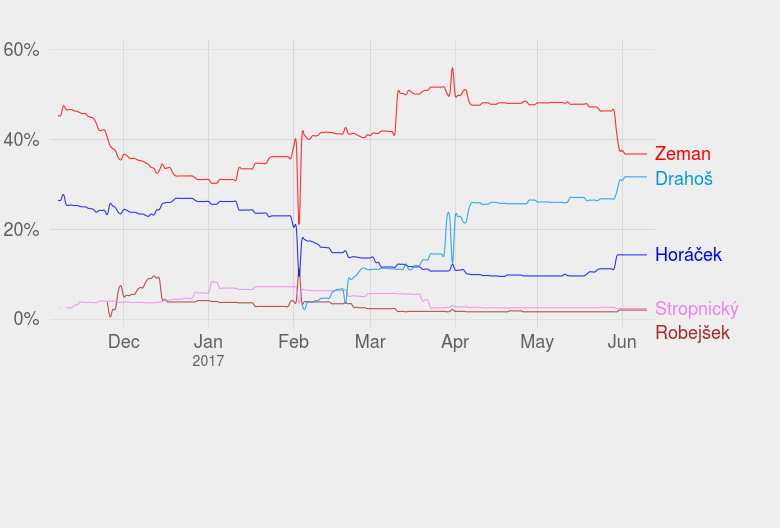 60%
40%
20%
0%
Zeman
Drahoš
Horáček
Stropnický
Robejšek
Dec Jan Feb Mar Apr May Jun
2017